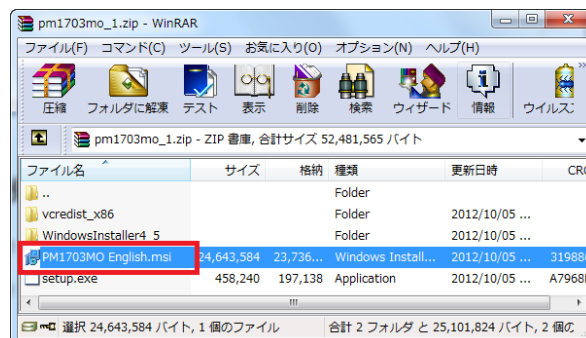 pm1703mo_1.zip - WinRAR
ファイル(F) コマンド(C) ツール(S) お気に入り(O) オプション(N) ヘルプ(H)
圧縮 フォルダに解凍 テスト 表示 削除 検索 ウィザード 情報 ウイルス: »
pm1703mo_1.zip - ZIP 書庫, 合計サイズ 52,481,565 バイト
ファイル名 サイズ 格納 種類 更新日時 CRC
.. Folder
vcredist_x86 Folder 2012/10/05 ...
WindowsInstaller4_5 Folder 2012/10/05 ...
PM1703MO English.msi 24,643,584 23,736... Windows Install... 2012/10/05 ... 31988
setup.exe 458,240 197,138 Application 2012/10/05 ... A7968
選択 24,643,584 バイト, 1 個のファイル 合計 2 フォルダ と 25,101,824 バイト, 2 個の